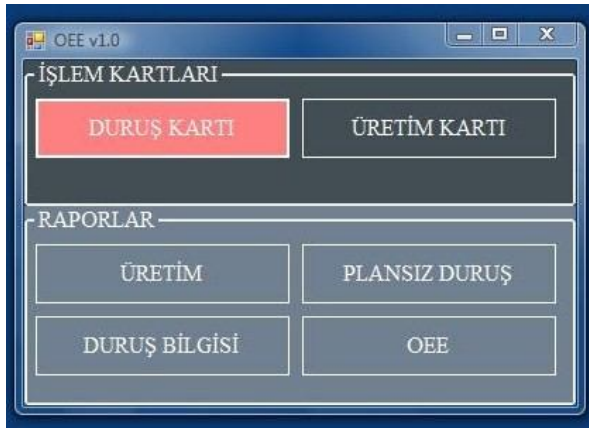 OEE v1.0
İŞLEM KARTLARI
DURUŞ KARTI
ÜRETİM KARTI
RAPORLAR
ÜRETİM
PLANSIZ DURUŞ
DURUŞ BİLGİSİ
OEE